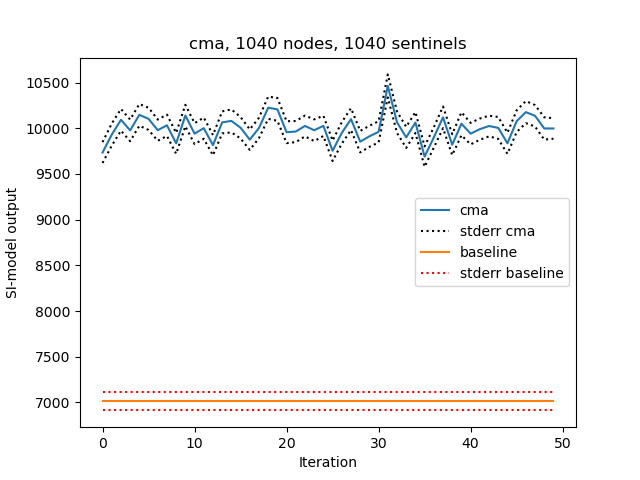 cma, 1040 nodes, 1040 sentinels
SI-model output
10500
10000
9500
9000
8500
8000
7500
7000
cma
stderr cma
baseline
stderr baseline
0
10
20
30
40
50
Iteration